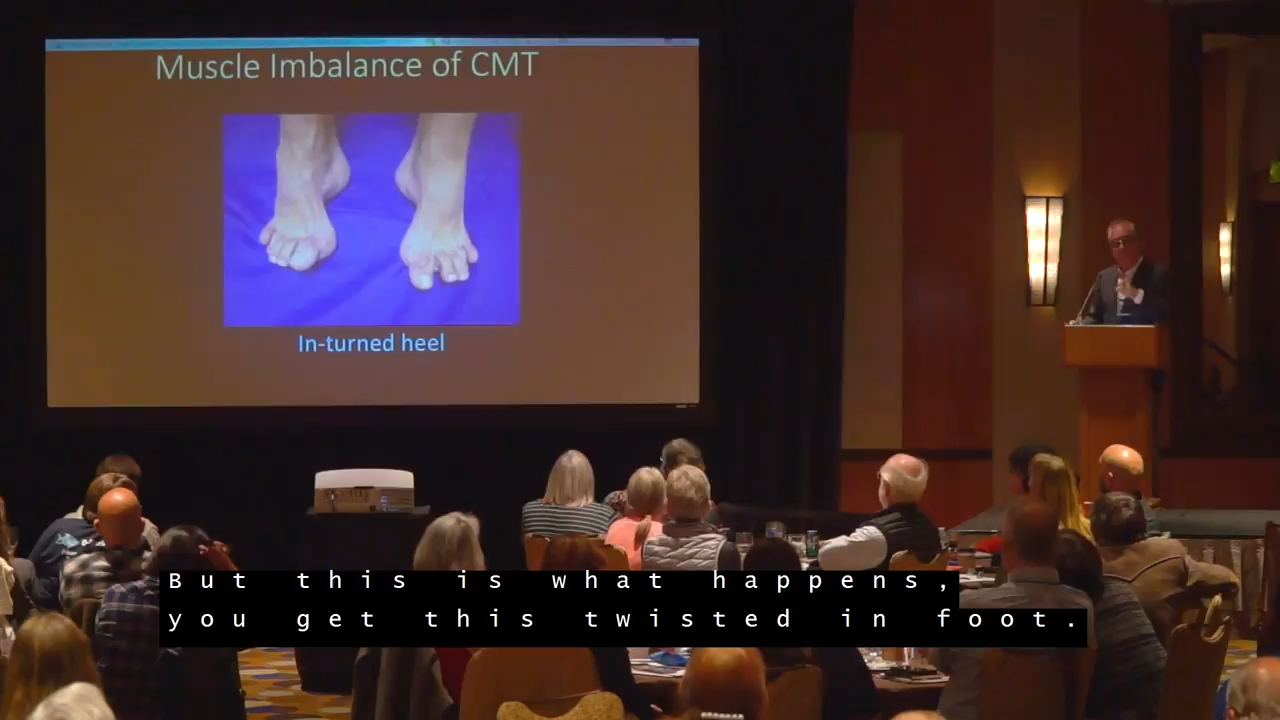 Muscle Imbalance of CMT
In-turned heel
But this is what happens,
you get this twisted in foot.